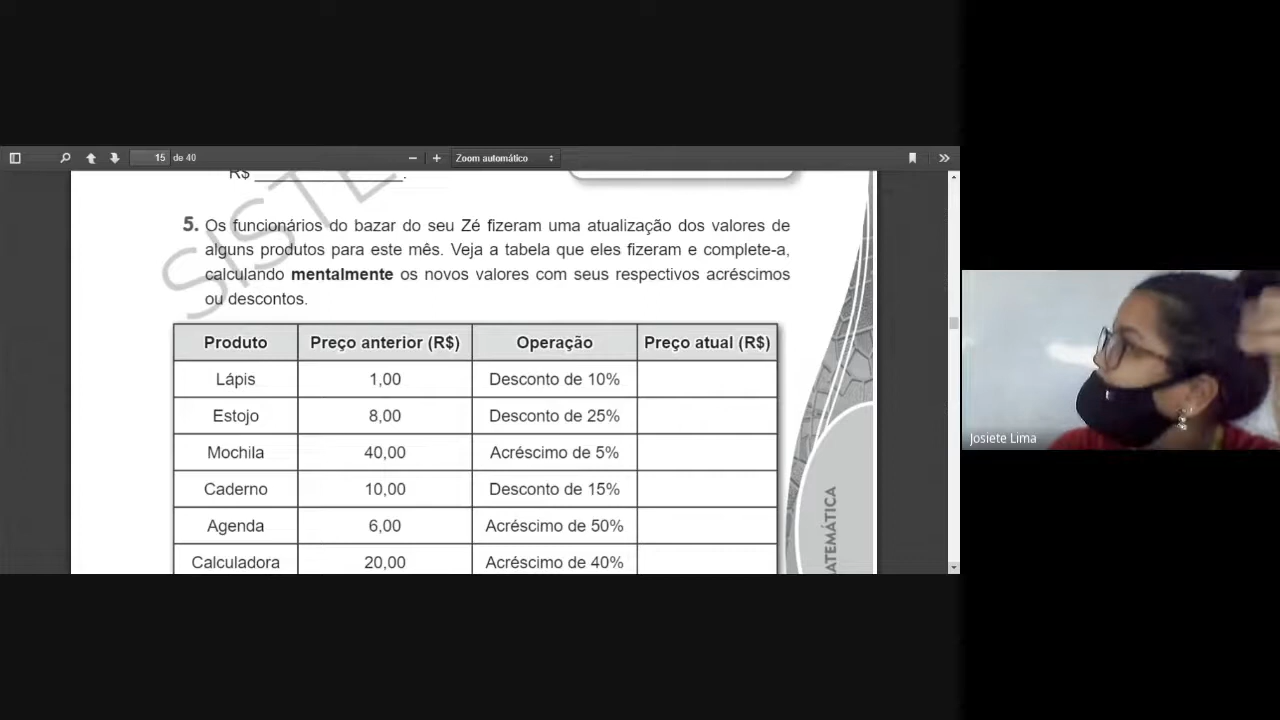 15 de 40
Zoom automático
R$ ________________.
SISTE
5. Os funcionários do bazar do seu Zé fizeram uma atualização dos valores de
alguns produtos para este mês. Veja a tabela que eles fizeram e complete-a,
calculando mentalmente os novos valores com seus respectivos acréscimos
ou descontos.
Produto Preço anterior (R$) Operação Preço atual (R$)
Lápis 1,00 Desconto de 10%
Estojo 8,00 Desconto de 25%
Mochila 40,00 Acréscimo de 5%
Caderno 10,00 Desconto de 15%
Agenda 6,00 Acréscimo de 50%
Calculadora 20,00 Acréscimo de 40%
ATEMÁTICA
Josiete Lima